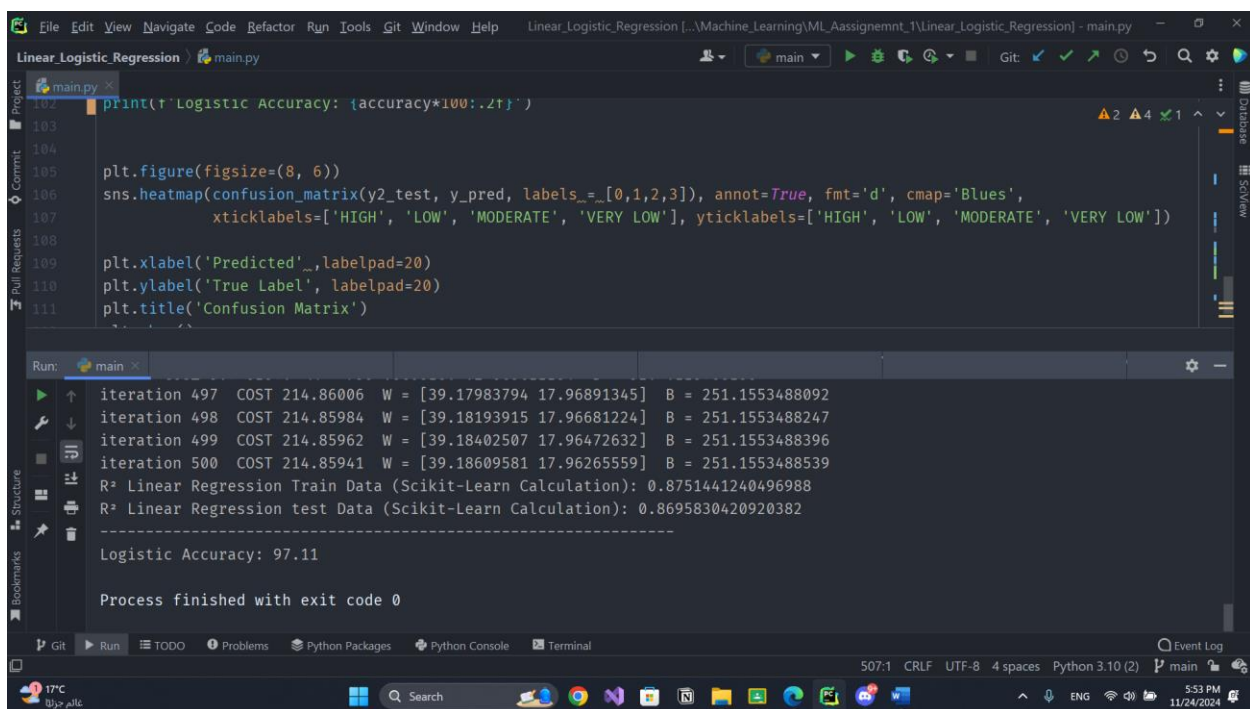 File Edit View Navigate Code Refactor Run Tools Git Window Help Linear_Logistic_Regression [...\Machine_Learning\ML_Aassignemnt_1\Linear_Logistic_Regression] - main.py
Linear_Logistic_Regression main.py main Git:
main.py
102 print(f'Logistic Accuracy: {accuracy*100:.2f}')
2 4 1
103
104
105 plt.figure(figsize=(8, 6))
106 sns.heatmap(confusion_matrix(y2_test, y_pred, labels = [0,1,2,3]), annot=True, fmt='d', cmap='Blues',
107 xticklabels=['HIGH', 'LOW', 'MODERATE', 'VERY LOW'], yticklabels=['HIGH', 'LOW', 'MODERATE', 'VERY LOW'])
108
109 plt.xlabel('Predicted' ,labelpad=20)
110 plt.ylabel('True Label', labelpad=20)
111 plt.title('Confusion Matrix')
Project
Commit
Pull Requests
Database
SciView
Run: main
iteration 497 COST 214.86006 W = [39.17983794 17.96891345] B = 251.1553488092
iteration 498 COST 214.85984 W = [39.18193915 17.96681224] B = 251.1553488247
iteration 499 COST 214.85962 W = [39.18402507 17.96472632] B = 251.1553488396
iteration 500 COST 214.85941 W = [39.18609581 17.96265559] B = 251.1553488539
R² Linear Regression Train Data (Scikit-Learn Calculation): 0.8751441240496988
R² Linear Regression test Data (Scikit-Learn Calculation): 0.8695830420920382
---------------------------------------------------------------
Logistic Accuracy: 97.11
Process finished with exit code 0
Structure
Bookmarks
Git Run TODO Problems Python Packages Python Console Terminal Event Log
507:1 CRLF UTF-8 4 spaces Python 3.10 (2) main
1 17°C
غائم جزئيًا
Search
ENG
5:53 PM
11/24/2024